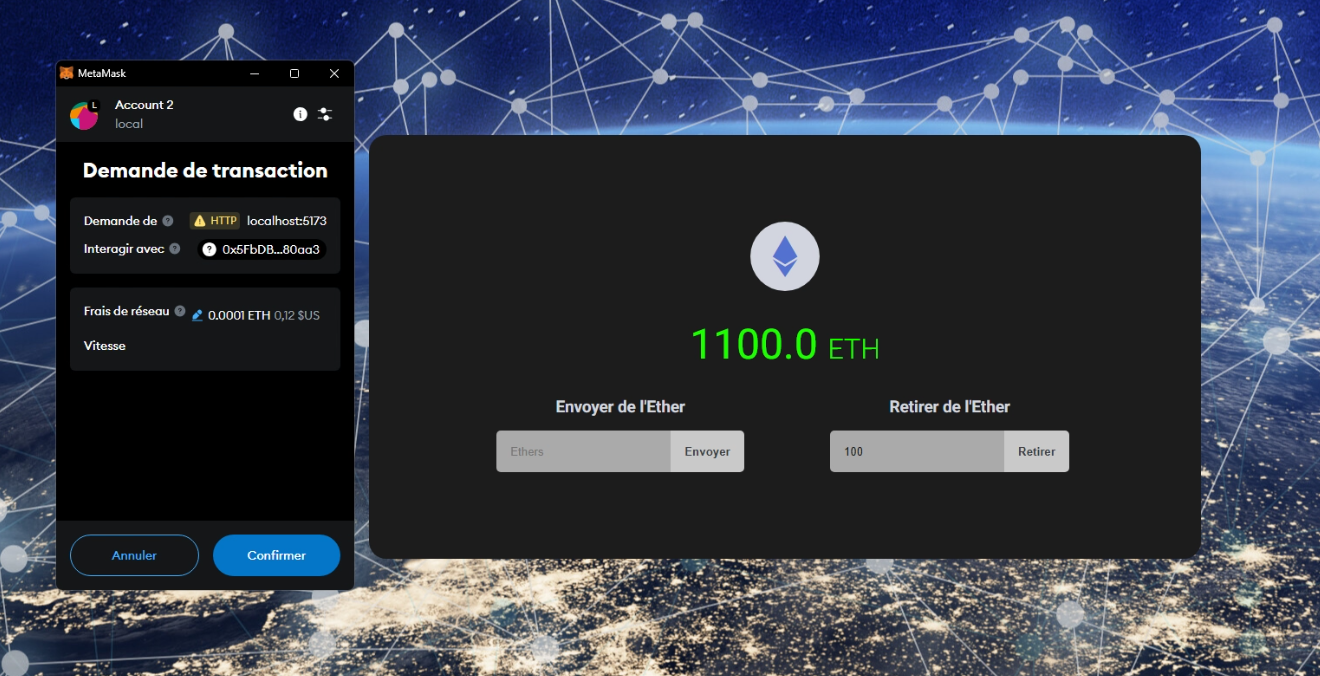 MetaMask
L
Account 2
local
Demande de transaction
Demande de ? HTTP localhost:5173
Interagir avec ? ? 0x5FbDB...80aa3
Frais de réseau ? 0.0001 ETH 0,12 $US
Vitesse
Annuler Confirmer
1100.0 ETH
Envoyer de l'Ether
Ethers Envoyer
Retirer de l'Ether
100 Retirer